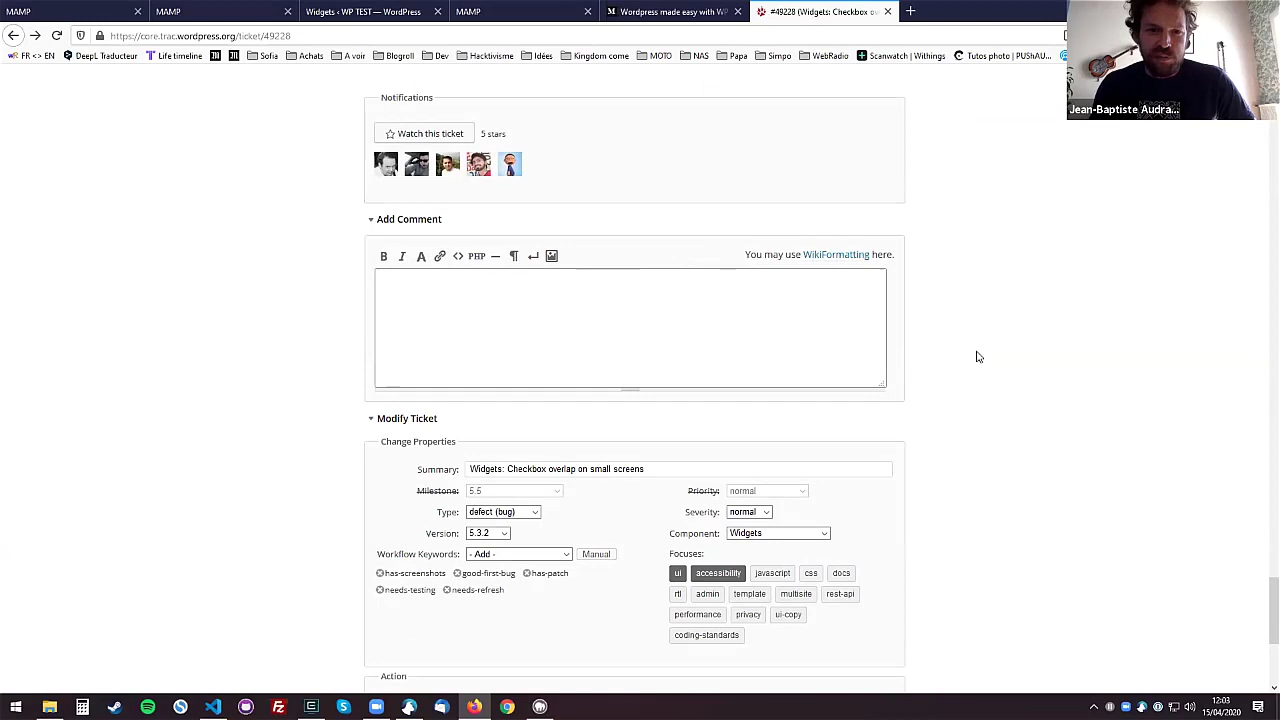 MAMP
MAMP
Widgets ‹ WP TEST — WordPress
MAMP
Wordpress made easy with WP
#49228 (Widgets: Checkbox ov
https://core.trac.wordpress.org/ticket/49228
FR <> EN
DeepL Traducteur
Life timeline
Sofia
Achats
A voir
Blogroll
Dev
Hacktivisme
Idées
Kingdom come
MOTO
NAS
Papa
Simpo
WebRadio
Scanwatch | Withings
Tutos photo | PUShAU...
Jean-Baptiste Audra...
Notifications
Watch this ticket
5 stars
Add Comment
B I A PHP
You may use WikiFormatting here.
Modify Ticket
Change Properties
Summary: Widgets: Checkbox overlap on small screens
Milestone: 5.5
Priority: normal
Type: defect (bug)
Severity: normal
Version: 5.3.2
Component: Widgets
Workflow Keywords: - Add - Manual
Focuses:
has-screenshots good-first-bug has-patch
needs-testing needs-refresh
ui accessibility javascript css docs
rtl admin template multisite rest-api
performance privacy ui-copy
coding-standards
Action
12:03
15/04/2020